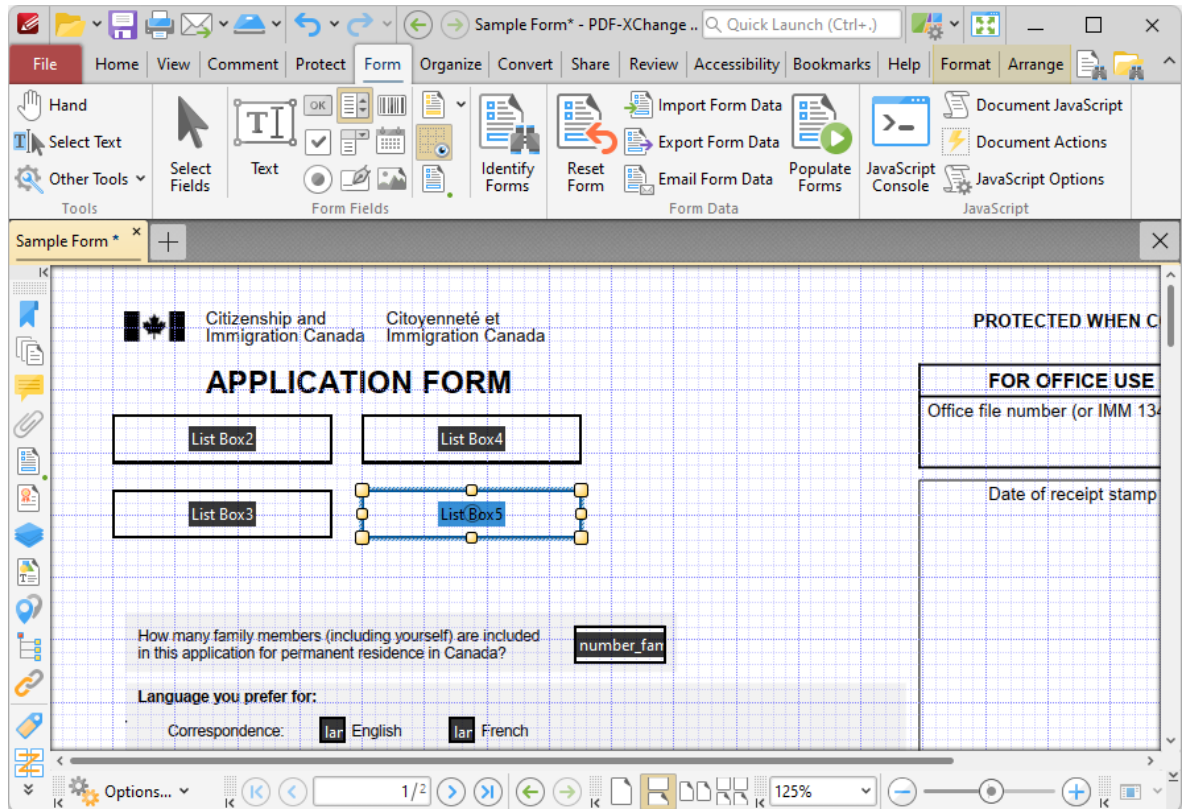 Sample Form* - PDF-XChange ..
Quick Launch (Ctrl+.)
File Home View Comment Protect Form Organize Convert Share Review Accessibility Bookmarks Help Format Arrange
Hand
Select Text
Other Tools
Tools
Select Fields
Text
OK
Form Fields
Identify Forms
Reset Form
Import Form Data
Export Form Data
Email Form Data
Populate Forms
Form Data
JavaScript Console
Document JavaScript
Document Actions
JavaScript Options
JavaScript
Sample Form *
Citizenship and
Immigration Canada
Citoyenneté et
Immigration Canada
PROTECTED WHEN C
APPLICATION FORM
FOR OFFICE USE
Office file number (or IMM 134
List Box2
List Box4
List Box3
List Box5
Date of receipt stamp
How many family members (including yourself) are included
in this application for permanent residence in Canada?
number_fam
Language you prefer for:
Correspondence: lan English lan French
Options...
1/2
125%